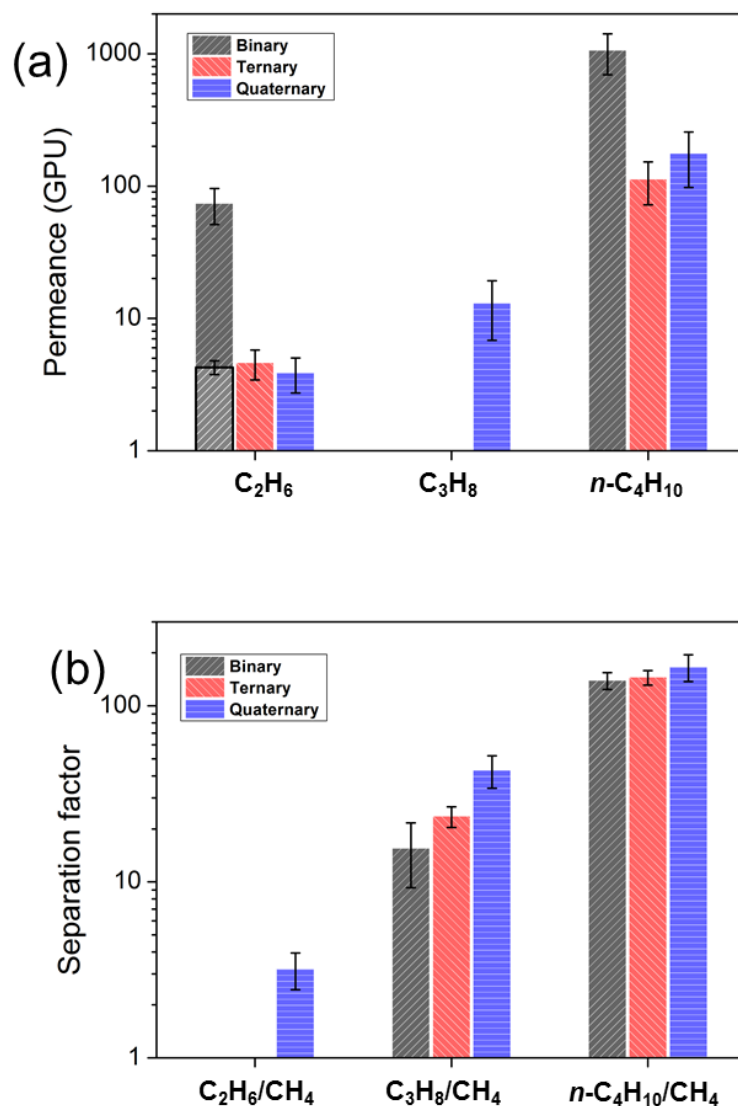 (a)
Permeance (GPU)
1000
100
10
1
Binary
Ternary
Quaternary
C₂H₆
C₃H₈
n-C₄H₁₀
(b)
Separation factor
100
10
1
Binary
Ternary
Quaternary
C₂H₆/CH₄
C₃H₈/CH₄
n-C₄H₁₀/CH₄